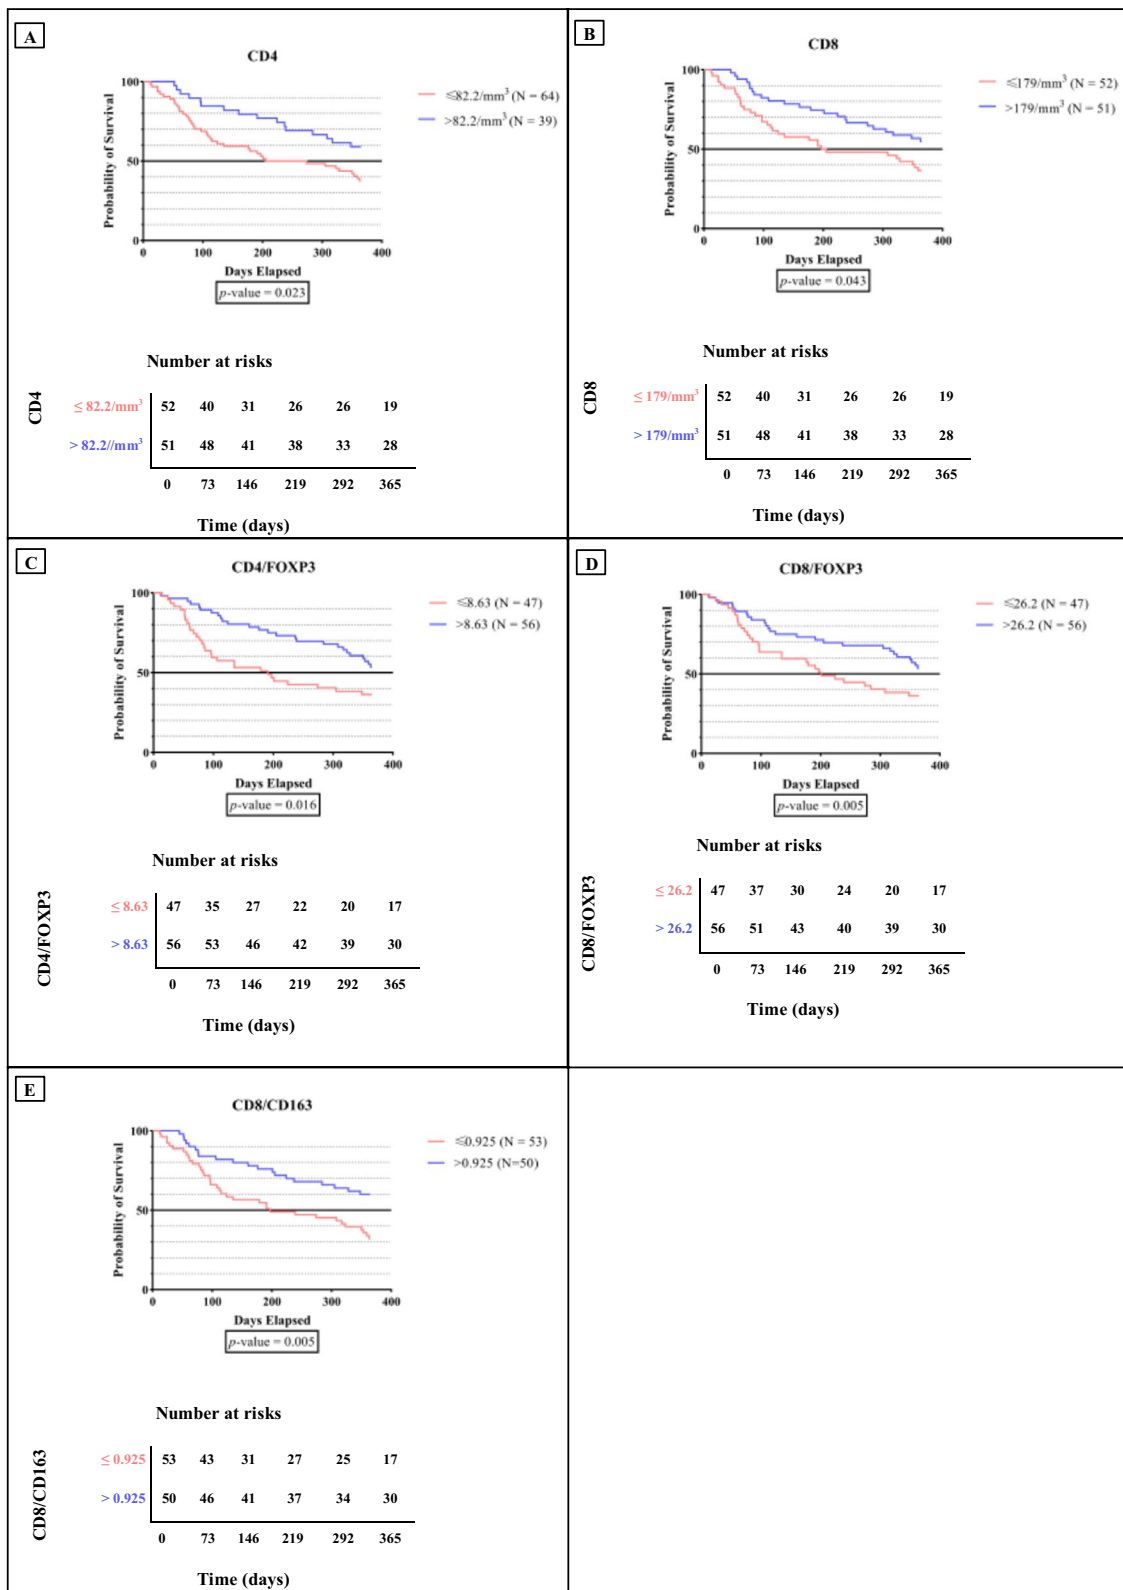 A
CD4
≤82.2/mm³ (N = 64)
>82.2/mm³ (N = 39)
Probability of Survival
100
50
0
0 100 200 300 400
Days Elapsed
p-value = 0.023
Number at risks
CD4
≤ 82.2/mm³ 52 40 31 26 26 19
> 82.2//mm³ 51 48 41 38 33 28
0 73 146 219 292 365
Time (days)
B
CD8
≤179/mm³ (N = 52)
>179/mm³ (N = 51)
Probability of Survival
100
50
0
0 100 200 300 400
Days Elapsed
p-value = 0.043
Number at risks
CD8
≤ 179/mm³ 52 40 31 26 26 19
> 179/mm³ 51 48 41 38 33 28
0 73 146 219 292 365
Time (days)
C
CD4/FOXP3
≤8.63 (N = 47)
>8.63 (N = 56)
Probability of Survival
100
50
0
0 100 200 300 400
Days Elapsed
p-value = 0.016
Number at risks
CD4/FOXP3
≤ 8.63 47 35 27 22 20 17
> 8.63 56 53 46 42 39 30
0 73 146 219 292 365
Time (days)
D
CD8/FOXP3
≤26.2 (N = 47)
>26.2 (N = 56)
Probability of Survival
100
50
0
0 100 200 300 400
Days Elapsed
p-value = 0.005
Number at risks
CD8/FOXP3
≤ 26.2 47 37 30 24 20 17
> 26.2 56 51 43 40 39 30
0 73 146 219 292 365
Time (days)
E
CD8/CD163
≤0.925 (N = 53)
>0.925 (N=50)
Probability of Survival
100
50
0
0 100 200 300 400
Days Elapsed
p-value = 0.005
Number at risks
CD8/CD163
≤ 0.925 53 43 31 27 25 17
> 0.925 50 46 41 37 34 30
0 73 146 219 292 365
Time (days)